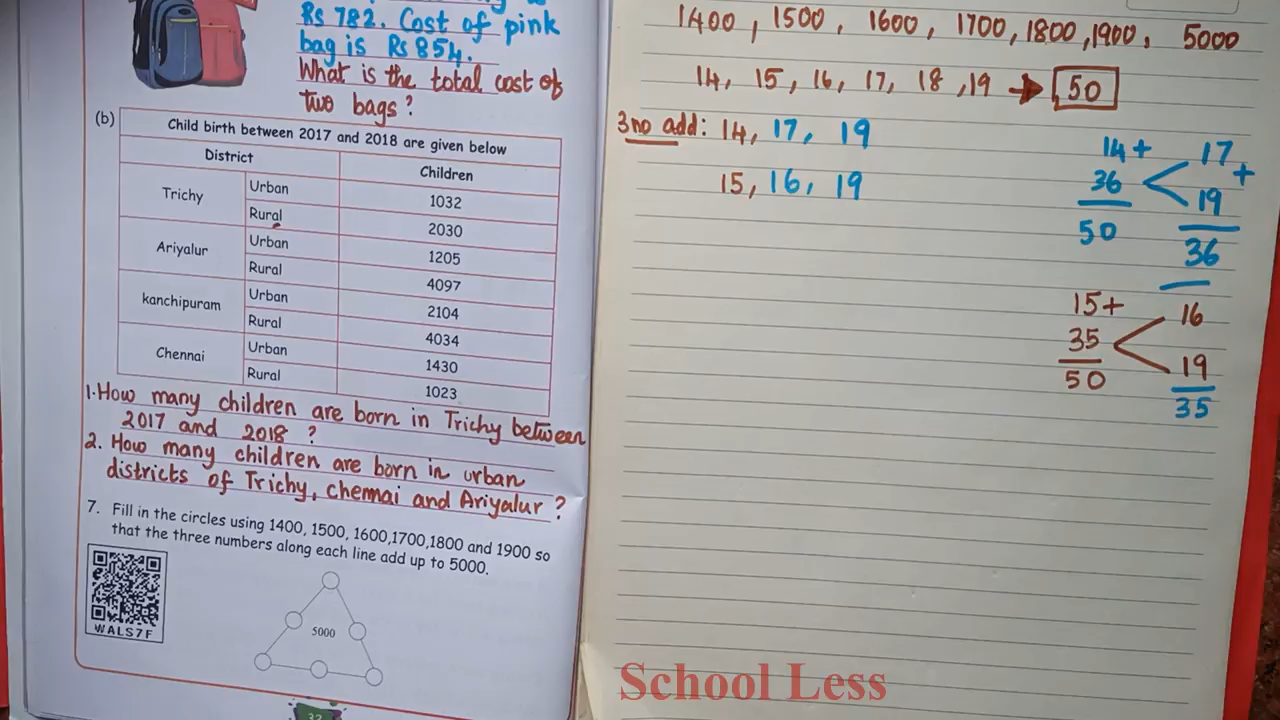 Rs 782. Cost of pink
bag is Rs 854.
What is the total cost of
two bags?
(b)
Child birth between 2017 and 2018 are given below
District Children
Trichy Urban 1032
Rural 2030
Ariyalur Urban 1205
Rural 4097
kanchipuram Urban 2104
Rural 4034
Chennai Urban 1430
Rural 1023
1. How many children are born in Trichy between
2017 and 2018 ?
2. How many children are born in urban
districts of Trichy, chennai and Ariyalur ?
7. Fill in the circles using 1400, 1500, 1600,1700,1800 and 1900 so
that the three numbers along each line add up to 5000.
WALS7F
5000
33
1400 , 1500 , 1600 , 1700 , 1800 ,1900 , 5000
14, 15 , 16 , 17, 18 ,19 → 50
3 no add: 14, 17, 19
15, 16, 19
14 + 17 +
36 19
50 36
15 + 16
35 19
50 35
School Less